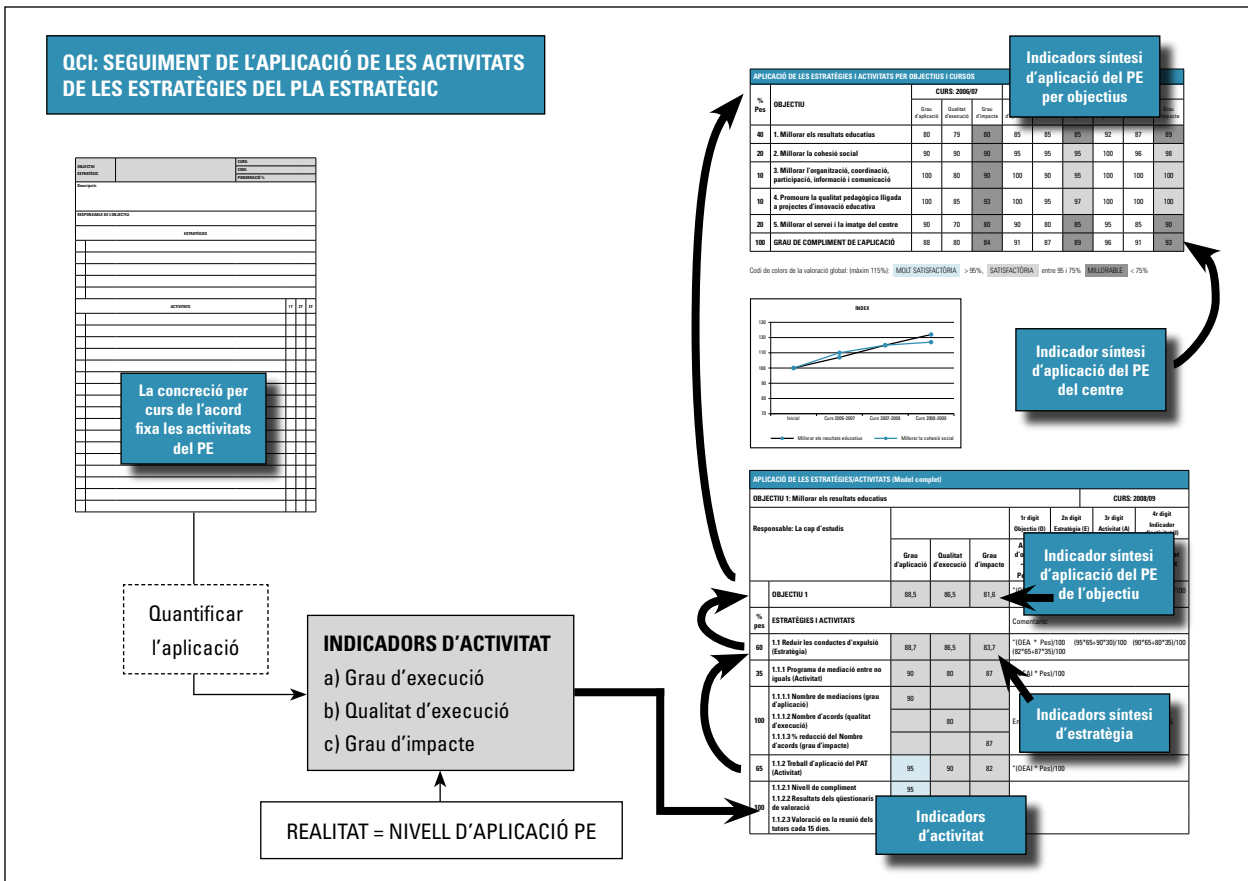 QCI: SEGUIMENT DE L'APLICACIÓ DE LES ACTIVITATS
DE LES ESTRATÈGIES DEL PLA ESTRATÈGIC
OBJECTIU
ESTRATÈGIC
CURS:
CODI:
PONDERACIÓ %
Descripció:
RESPONSABLE DE L'OBJECTIU
ESTRATÈGIES
ACTIVITATS 1T 2T 3T
La concreció per
curs de l'acord
fixa les acttivitats
del PE
Quantificar
l'aplicació
INDICADORS D'ACTIVITAT
a) Grau d'execució
b) Qualitat d'execució
c) Grau d'impacte
REALITAT = NIVELL D'APLICACIÓ PE
APLICACIÓ DE LES ESTRATÈGIES I ACTIVITATS PER OBJECTIUS I CURSOS
Indicadors síntesi
d'aplicació del PE
per objectius
CURS: 2006/07
%
Pes
OBJECTIU
Grau
d'aplicació
Qualitat
d'execució
Grau
d'impacte
40 1. Millorar els resultats educatius 80 79 80 85 85 85 92 87 89
20 2. Millorar la cohesió social 90 90 90 95 95 95 100 96 98
10 3. Millorar l'organització, coordinació,
participació, informació i comunicació 100 80 90 100 90 95 100 100 100
10 4. Promoure la qualitat pedagògica lligada
a projectes d'innovació educativa 100 85 93 100 95 97 100 100 100
20 5. Millorar el servei i la imatge del centre 90 70 80 90 80 85 95 85 90
100 GRAU DE COMPLIMENT DE L'APLICACIÓ 88 80 84 91 87 89 96 91 93
Codi de colors de la valoració global: (màxim 115%): MOLT SATISFACTÒRIA > 95%, SATISFACTÒRIA entre 95 i 75% MILLORABLE < 75%
ÍNDEX
130
120
110
100
90
80
70
Inicial Curs 2006-2007 Curs 2007-2008 Curs 2008-2009
Millorar els resultats educatius Millorar la cohesió social
Indicador síntesi
d'aplicació del PE
del centre
APLICACIÓ DE LES ESTRATÈGIES/ACTIVITATS (Model complet)
OBJECTIU 1: Millorar els resultats educatius CURS: 2008/09
Responsable: La cap d'estudis
1r dígit
Objectiu (O)
2n dígit
Estratègia (E)
3r dígit
Activitat (A)
4r dígit
Indicador
Grau
d'aplicació
Qualitat
d'execució
Grau
d'impacte
Indicador síntesi
d'aplicació del PE
de l'objectiu
OBJECTIU 1 88,5 86,5 81,6
%
pes
ESTRATÈGIES I ACTIVITATS Comentaris:
60 1.1 Reduir les conductes d'expulsió
(Estratègia) 88,7 86,5 83,7 "(OEA * Pes)/100 (95*65+90*30)/100 (90*65+80*35)/100
(82*65+87*35)/100
35 1.1.1 Programa de mediació entre no
iguals (Activitat) 90 80 87 * Pes)/100
100
1.1.1.1 Nombre de mediacions (grau
d'aplicació) 90
1.1.1.2 Nombre d'acords (qualitat
d'execució) 80
1.1.1.3 % reducció del Nombre
d'acords (grau d'impacte) 87
Indicadors síntesi
d'estratègia
65 1.1.2 Treball d'aplicació del PAT
(Activitat) 95 90 82 "(OEAI * Pes)/100
100
1.1.2.1 Nivell de compliment 95
1.1.2.2 Resultats dels qüestionaris
de valoració
1.1.2.3 Valoració en la reunió dels
tutors cada 15 dies.
Indicadors
d'activitat